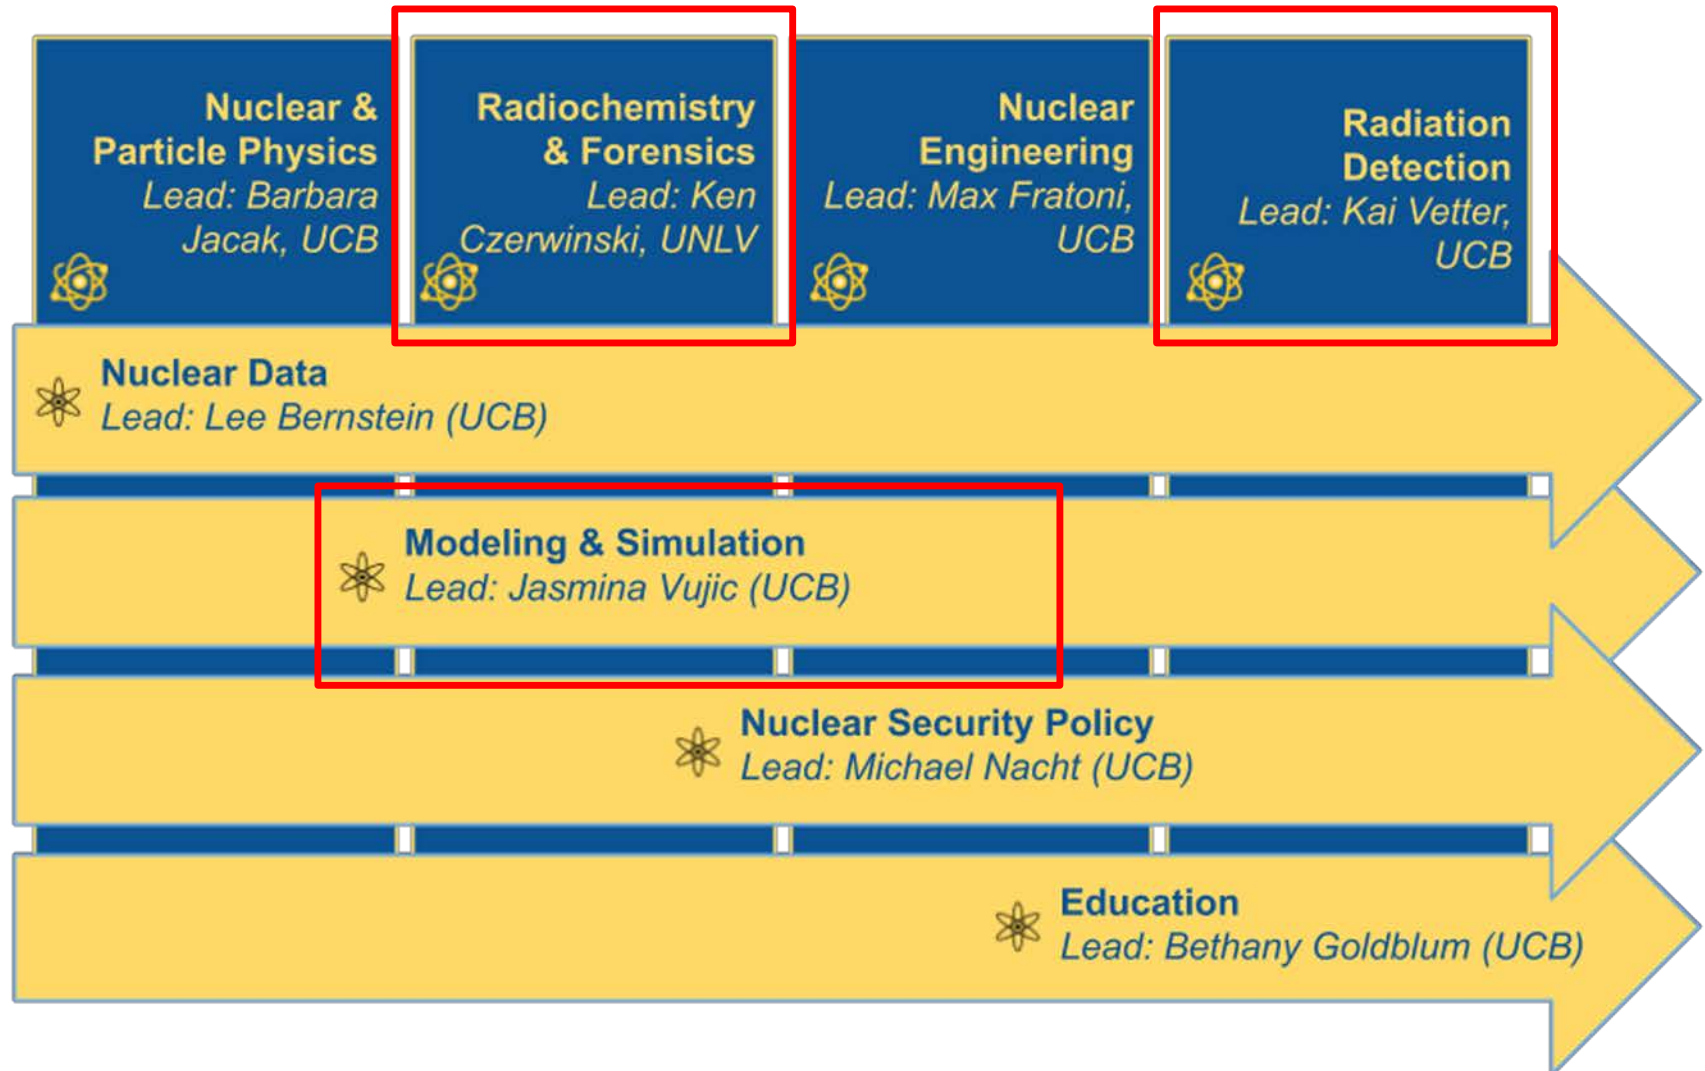 Nuclear &
Particle Physics
Lead: Barbara
Jacak, UCB
Radiochemistry
& Forensics
Lead: Ken
Czerwinski, UNLV
Nuclear
Engineering
Lead: Max Fratoni,
UCB
Radiation
Detection
Lead: Kai Vetter,
UCB
Nuclear Data
Lead: Lee Bernstein (UCB)
Modeling & Simulation
Lead: Jasmina Vujic (UCB)
Nuclear Security Policy
Lead: Michael Nacht (UCB)
Education
Lead: Bethany Goldblum (UCB)